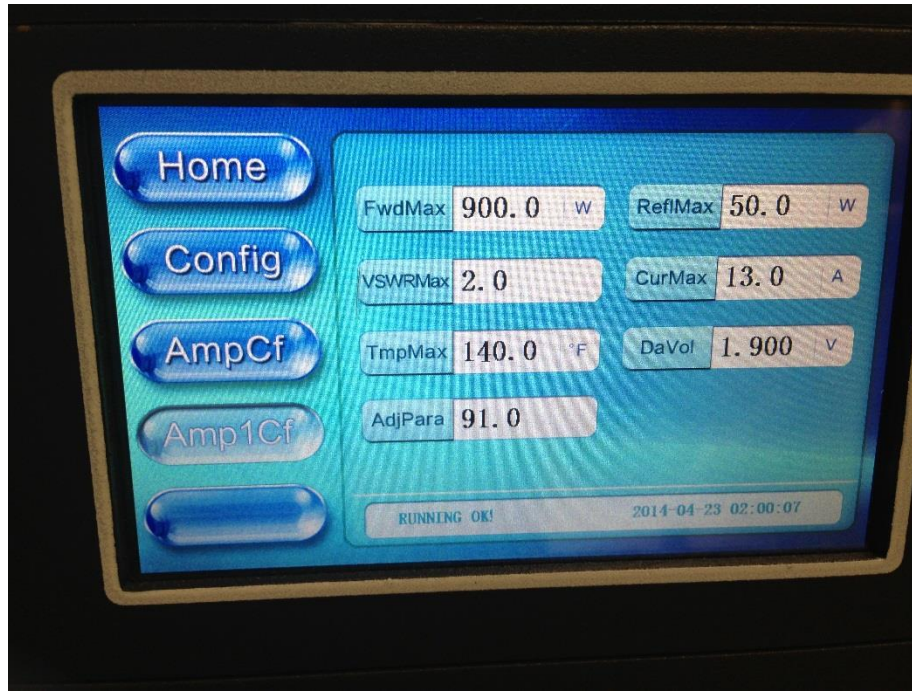 Home
Config
AmpCf
Amp1Cf
FwdMax 900.0 W
ReflMax 50.0 W
VSWRMax 2.0
CurMax 13.0 A
TmpMax 140.0 °F
DaVol 1.900 V
AdjPara 91.0
RUNNING OK! 2014-04-23 02:00:07